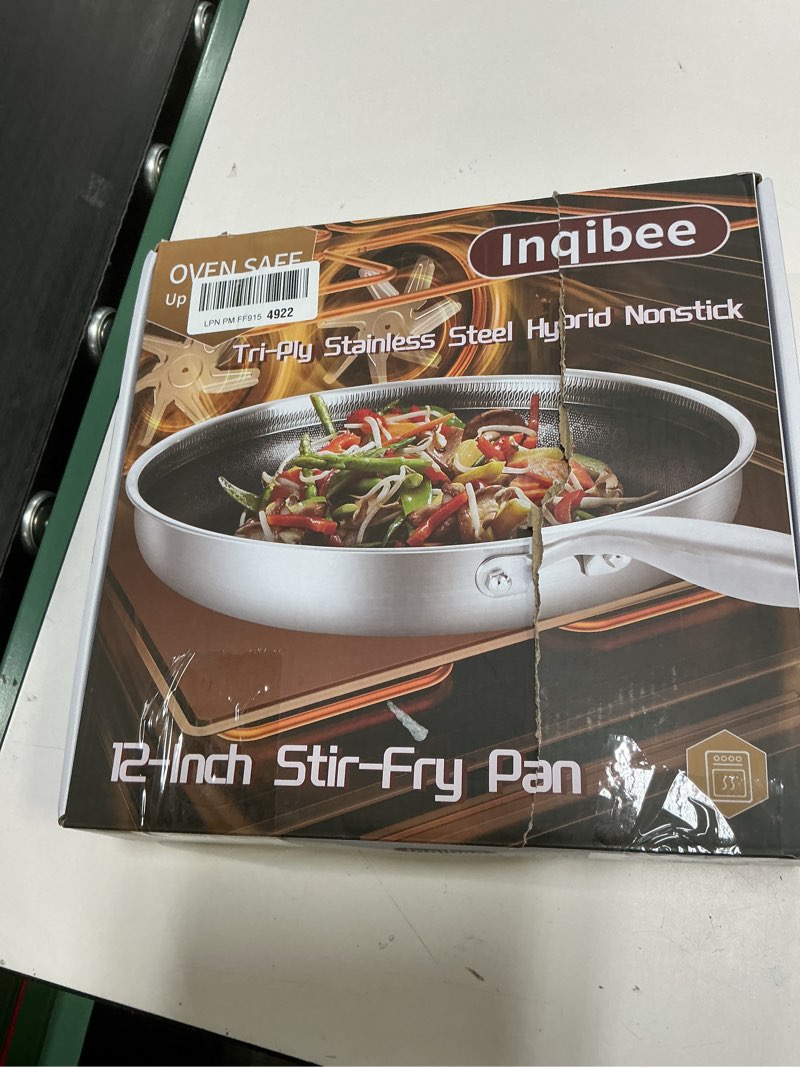 Inqibee
OVEN SAFE
Up
LPN PM FF915 4922
Tri-Ply Stainless Steel Hybrid Nonstick
12-Inch Stir-Fry Pan